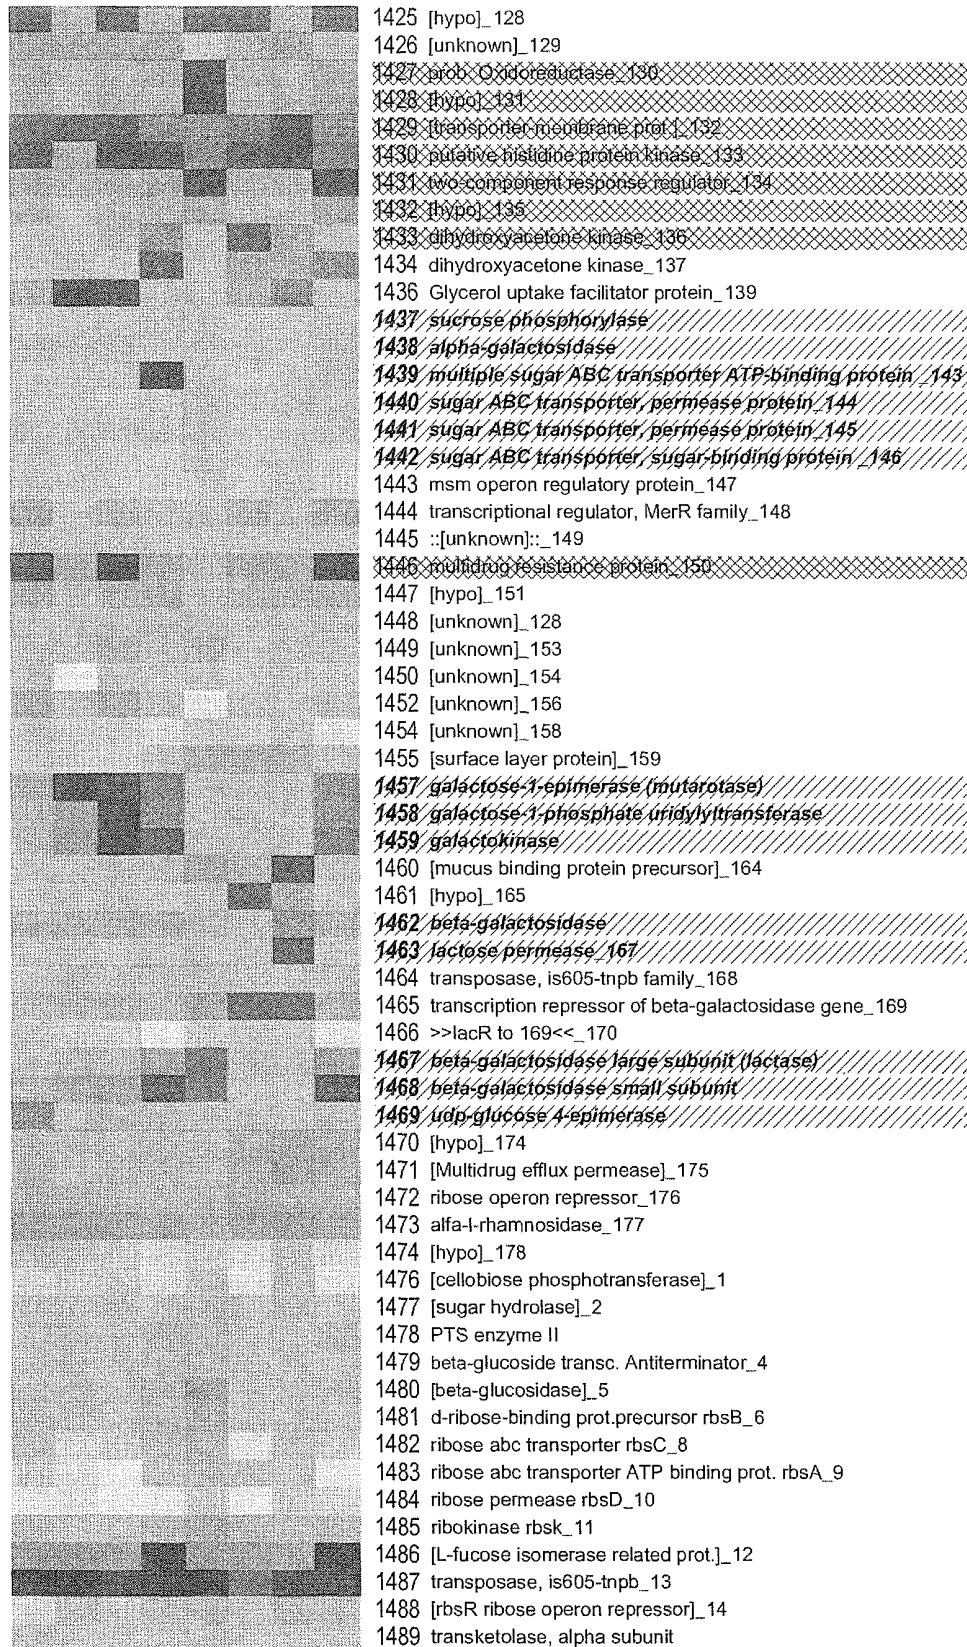 1425 [hypo]_128
1426 [unknown]_129
1427 prob. Oxidoreductase_130
1428 [hypo]_131
1429 [transporter-membrane prot.]_132
1430 putative histidine protein kinase_133
1431 two-component response regulator_134
1432 [hypo]_135
1433 dihydroxyacetone kinase_136
1434 dihydroxyacetone kinase_137
1436 Glycerol uptake facilitator protein_139
1437 sucrose phosphorylase
1438 alpha-galactosidase
1439 multiple sugar ABC transporter ATP-binding protein _143
1440 sugar ABC transporter, permease protein_144
1441 sugar ABC transporter, permease protein_145
1442 sugar ABC transporter, sugar-binding protein _146
1443 msm operon regulatory protein_147
1444 transcriptional regulator, MerR family_148
1445 ::[unknown]::_149
1446 multidrug resistance protein_150
1447 [hypo]_151
1448 [unknown]_128
1449 [unknown]_153
1450 [unknown]_154
1452 [unknown]_156
1454 [unknown]_158
1455 [surface layer protein]_159
1457 galactose-1-epimerase (mutarotase)
1458 galactose-1-phosphate uridylyltransferase
1459 galactokinase
1460 [mucus binding protein precursor]_164
1461 [hypo]_165
1462 beta-galactosidase
1463 lactose permease_167
1464 transposase, is605-tnpb family_168
1465 transcription repressor of beta-galactosidase gene_169
1466 >>lacR to 169<<_170
1467 beta-galactosidase large subunit (lactase)
1468 beta-galactosidase small subunit
1469 udp-glucose 4-epimerase
1470 [hypo]_174
1471 [Multidrug efflux permease]_175
1472 ribose operon repressor_176
1473 alfa-l-rhamnosidase_177
1474 [hypo]_178
1476 [cellobiose phosphotransferase]_1
1477 [sugar hydrolase]_2
1478 PTS enzyme II
1479 beta-glucoside transc. Antiterminator_4
1480 [beta-glucosidase]_5
1481 d-ribose-binding prot.precursor rbsB_6
1482 ribose abc transporter rbsC_8
1483 ribose abc transporter ATP binding prot. rbsA_9
1484 ribose permease rbsD_10
1485 ribokinase rbsk_11
1486 [L-fucose isomerase related prot.]_12
1487 transposase, is605-tnpb_13
1488 [rbsR ribose operon repressor]_14
1489 transketolase, alpha subunit